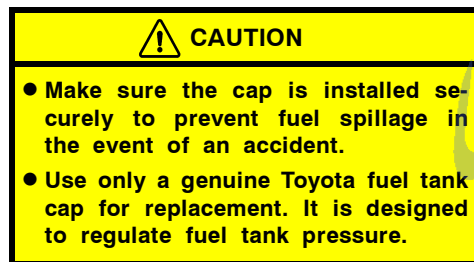 CAUTION
● Make sure the cap is installed se-
curely to prevent fuel spillage in
the event of an accident.
● Use only a genuine Toyota fuel tank
cap for replacement. It is designed
to regulate fuel tank pressure.